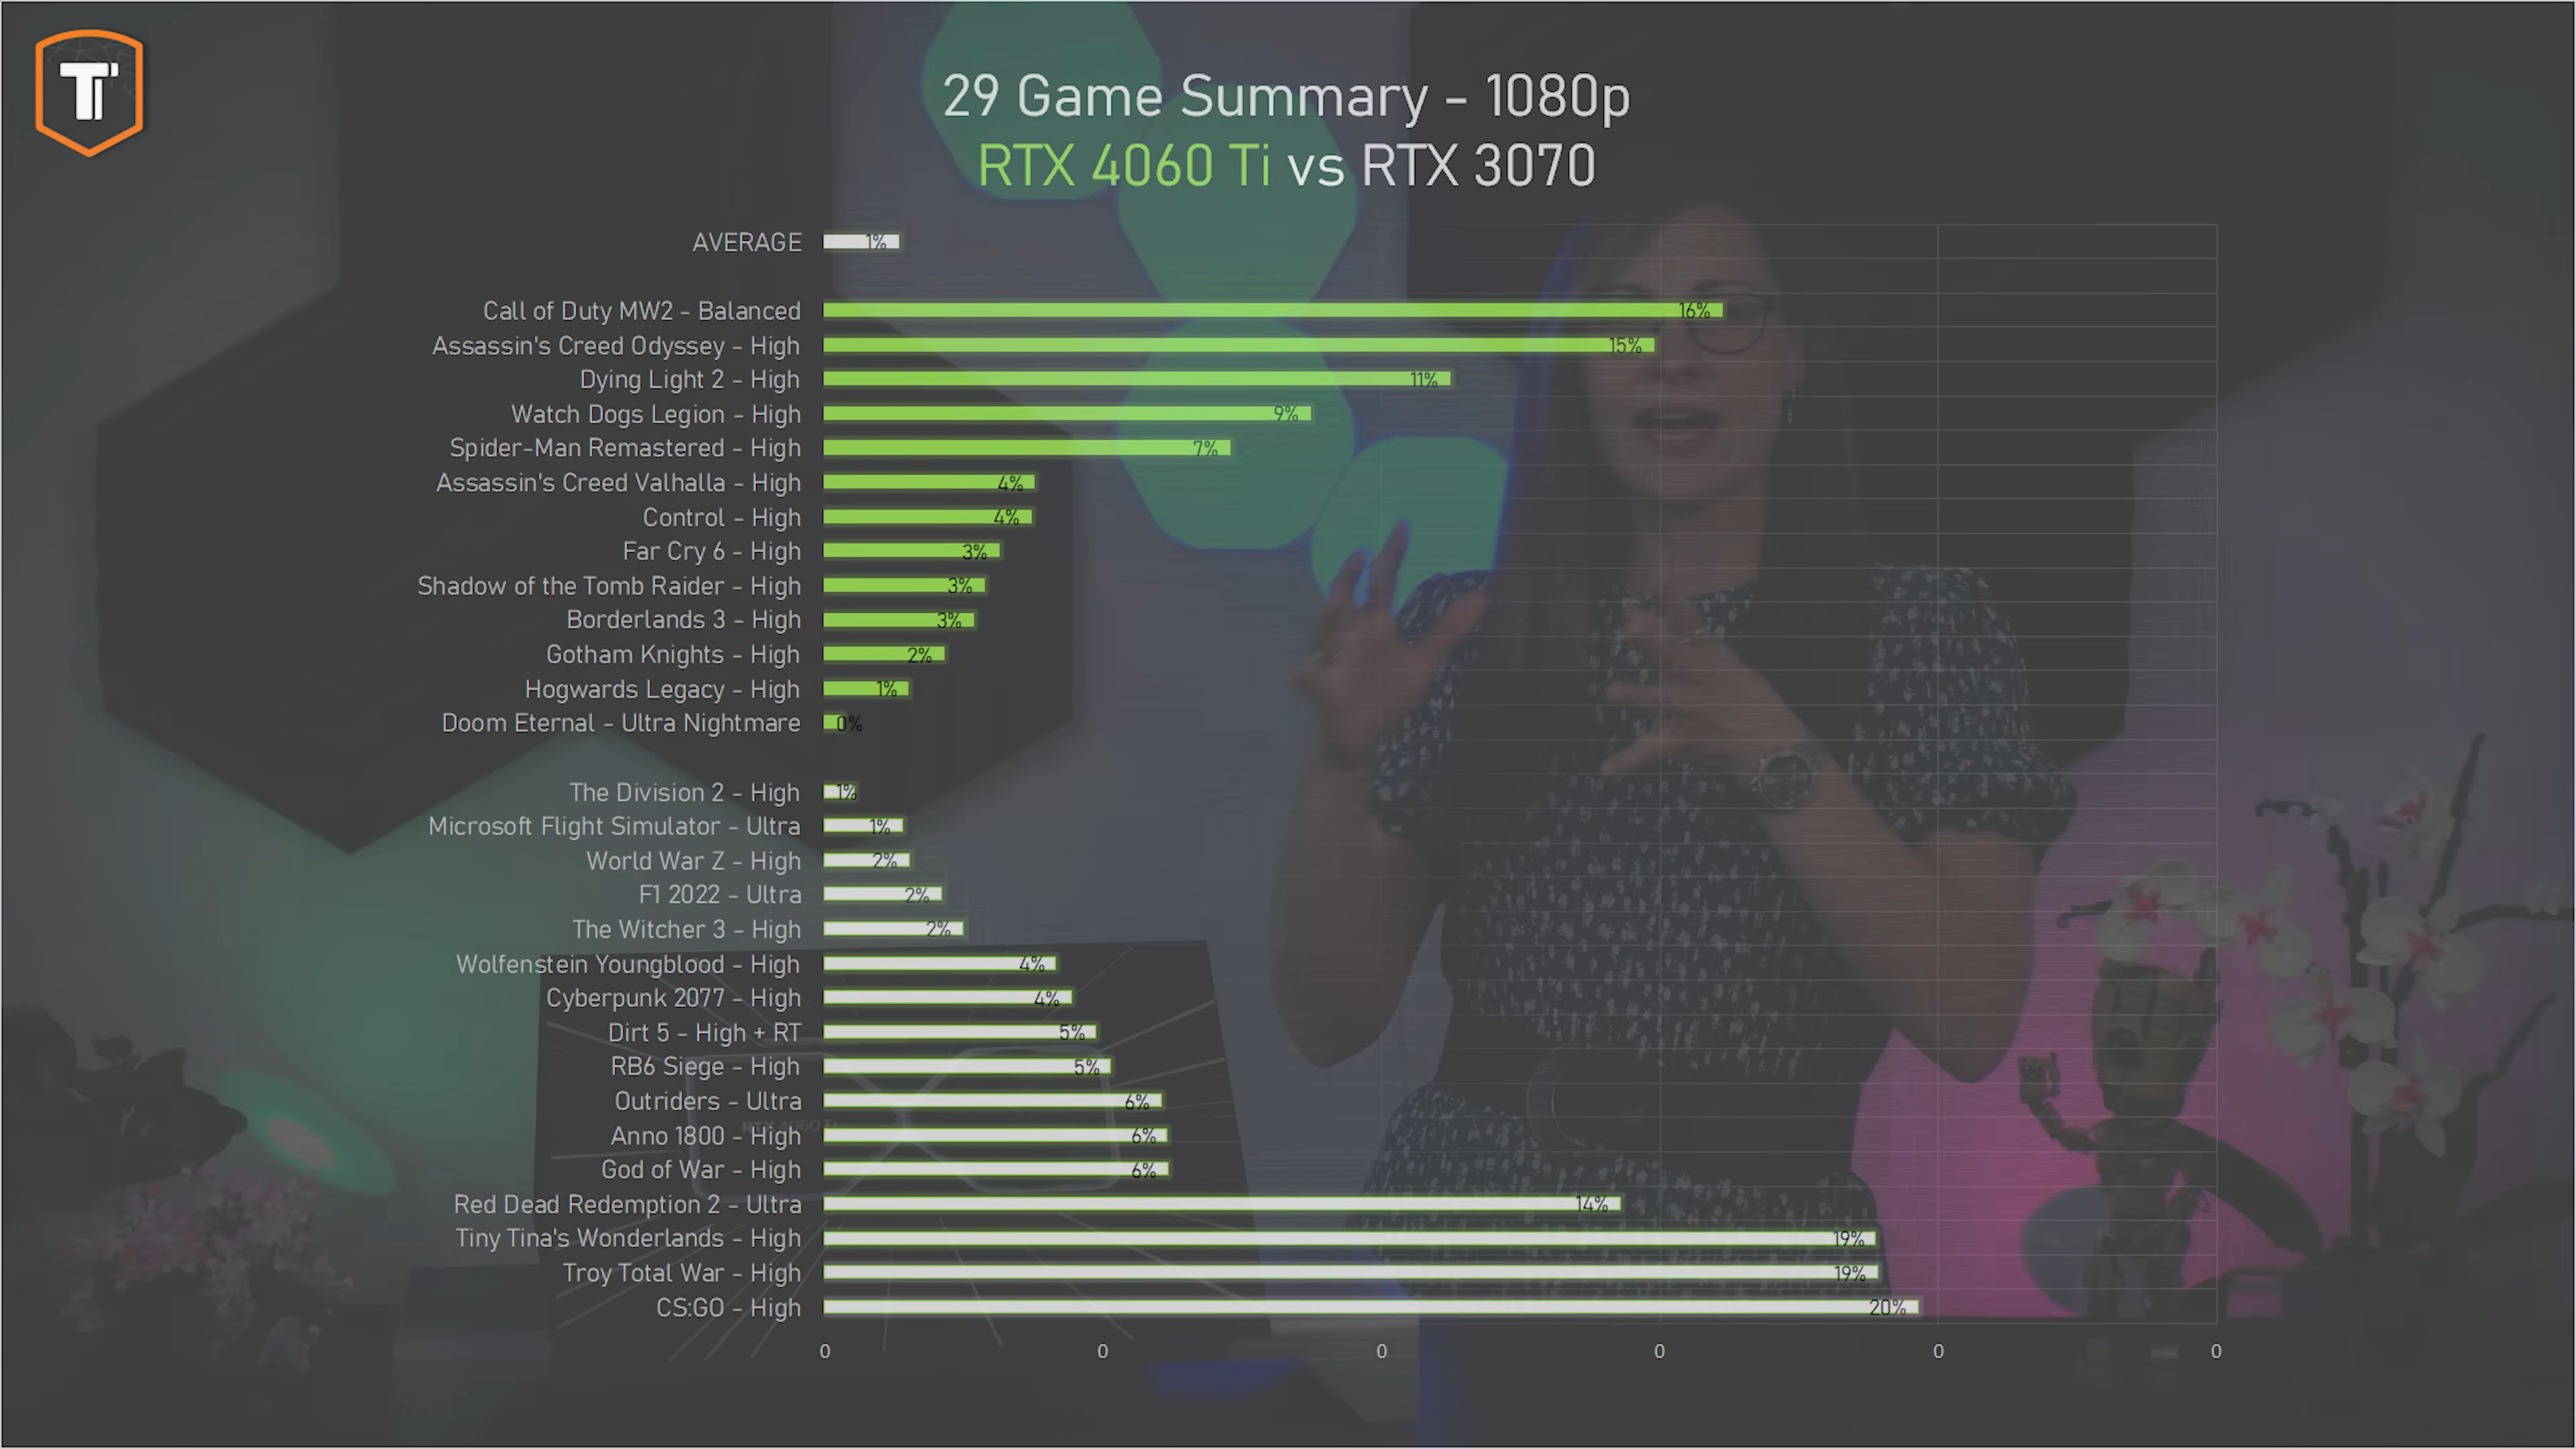 Ti
29 Game Summary - 1080p
RTX 4060 Ti vs RTX 3070
AVERAGE 1%
Call of Duty MW2 - Balanced 16%
Assassin's Creed Odyssey - High 15%
Dying Light 2 - High 11%
Watch Dogs Legion - High 9%
Spider-Man Remastered - High 7%
Assassin's Creed Valhalla - High 4%
Control - High 4%
Far Cry 6 - High 3%
Shadow of the Tomb Raider - High 3%
Borderlands 3 - High 3%
Gotham Knights - High 2%
Hogwards Legacy - High 1%
Doom Eternal - Ultra Nightmare 0%
The Division 2 - High 1%
Microsoft Flight Simulator - Ultra 1%
World War Z - High 2%
F1 2022 - Ultra 2%
The Witcher 3 - High 2%
Wolfenstein Youngblood - High 4%
Cyberpunk 2077 - High 4%
Dirt 5 - High + RT 5%
RB6 Siege - High 5%
Outriders - Ultra 6%
Anno 1800 - High 6%
RTX 4060Ti
God of War - High 6%
Red Dead Redemption 2 - Ultra 14%
Tiny Tina's Wonderlands - High 19%
Troy Total War - High 19%
CS:GO - High 20%
0 0 0 0 0 0